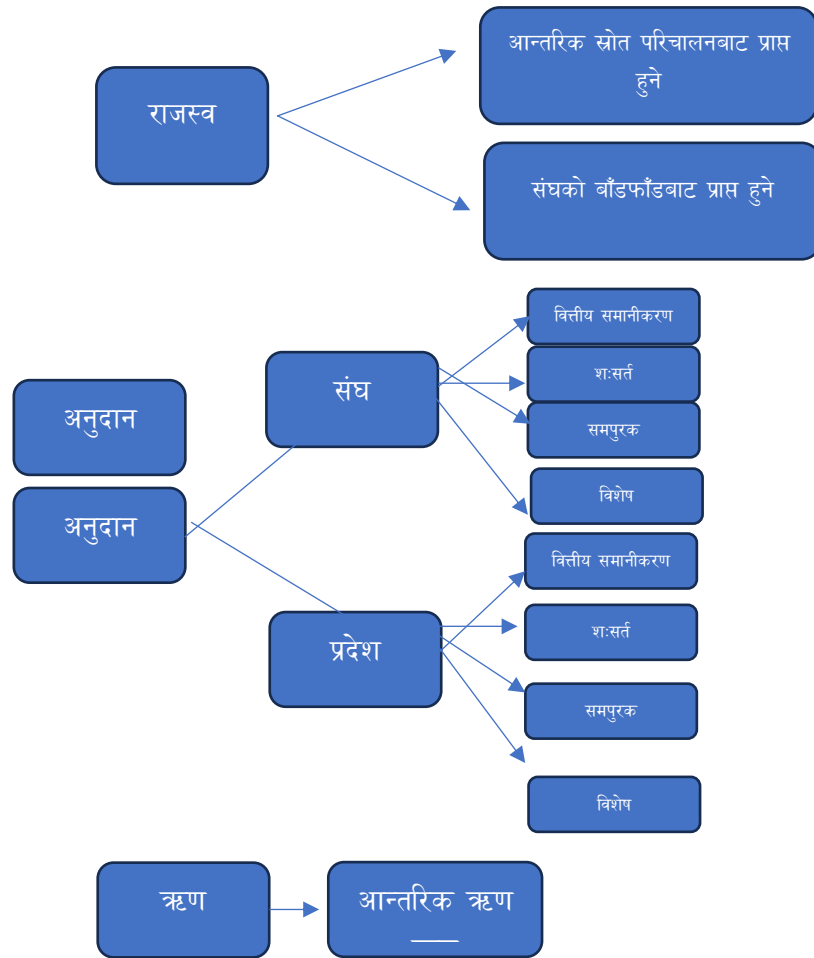 आन्तरिक स्रोत परिचालनबाट प्राप्त
हुने
राजस्व
संघको बाँडफाँडबाट प्राप्त हुने
वित्तीय समानीकरण
संघ
शःसर्त
अनुदान
समपुरक
विशेष
अनुदान
वित्तीय समानीकरण
प्रदेश
शःसर्त
समपुरक
विशेष
ऋण
आन्तरिक ऋण